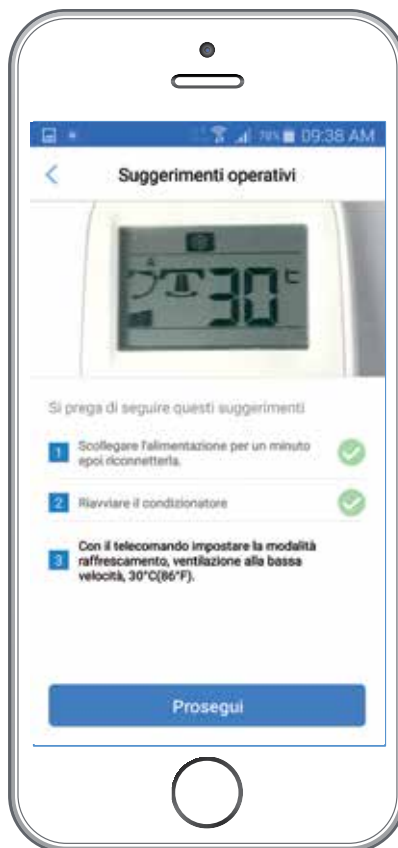 09:38 AM
Suggerimenti operativi
30
Si prega di seguire questi suggerimenti
1 Scollegare l'alimentazione per un minuto
epoi riconnetterla.
2 Riavviare il condizionatore
3 Con il telecomando impostare la modalità
raffrescamento, ventilazione alla bassa
velocità, 30°C(86°F).
Prosegui